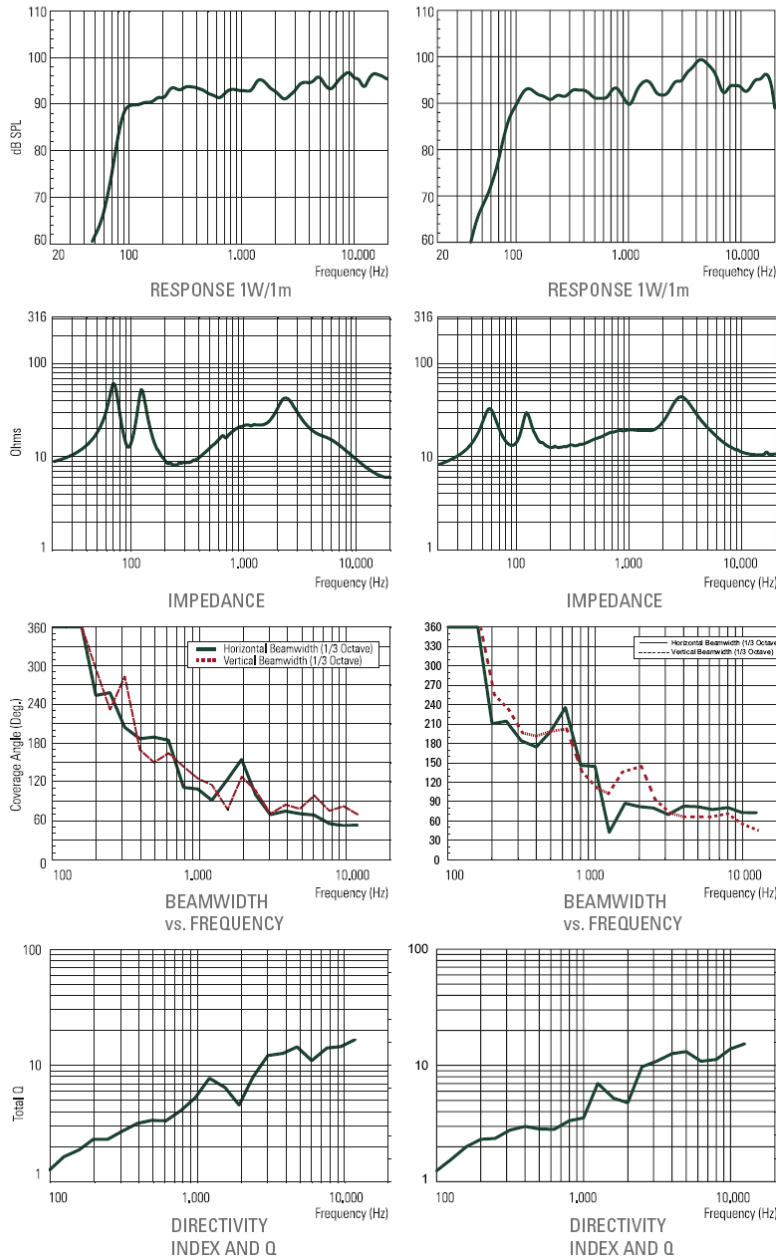 110
100
90
80
70
60
dB SPL
20
100
1.000
10.000
Frequency (Hz)
RESPONSE 1W/1m
110
100
90
80
70
60
20
100
1.000
10.000
Frequency (Hz)
RESPONSE 1W/1m
316
100
10
1
Ohms
100
1.000
10.000
Frequency (Hz)
IMPEDANCE
316
100
10
1
100
1.000
10.000
Frequency (Hz)
IMPEDANCE
360
300
240
180
120
60
0
Coverage Angle (Deg.)
Horizontal Beamwidth (1/3 Octave)
Vertical Beamwidth (1/3 Octave)
100
1.000
10.000
Frequency (Hz)
BEAMWIDTH
vs. FREQUENCY
360
330
300
270
240
210
180
150
120
90
60
30
0
Horizontal Beamwidth (1/3 Octave)
Vertical Beamwidth (1/3 Octave)
100
1 000
10 000
Frequency (Hz)
BEAMWIDTH
vs. FREQUENCY
100
10
1
Total Q
100
1.000
10.000
Frequency (Hz)
DIRECTIVITY
INDEX AND Q
100
10
1
100
1.000
10.000
Frequency (Hz)
DIRECTIVITY
INDEX AND Q